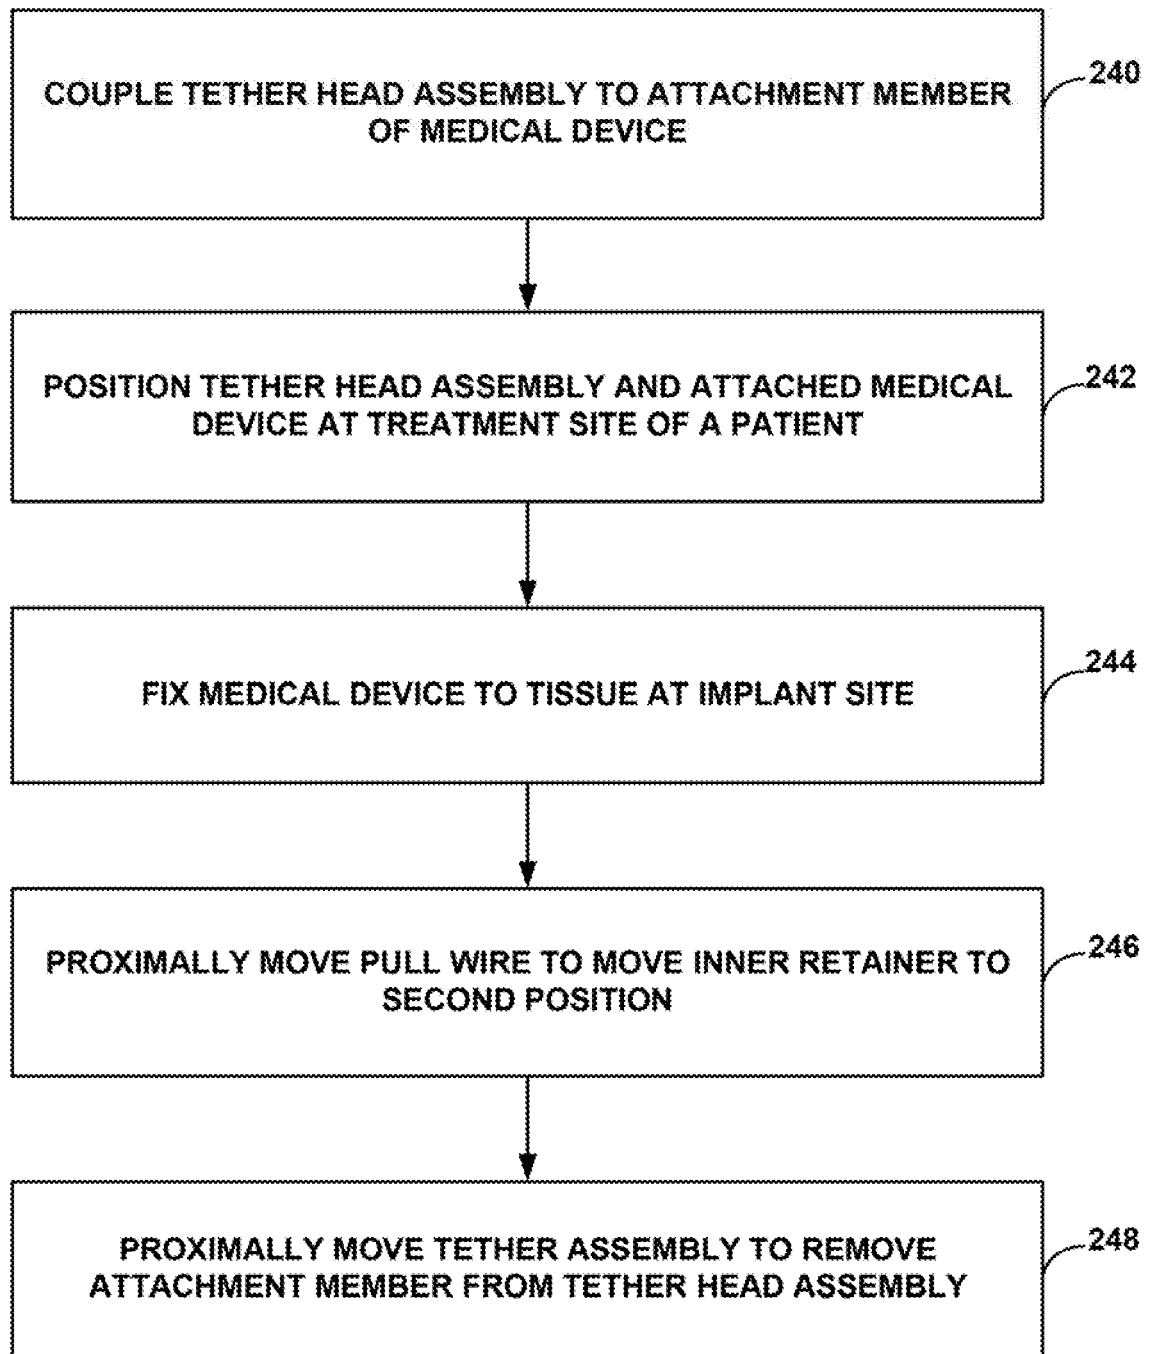 COUPLE TETHER HEAD ASSEMBLY TO ATTACHMENT MEMBER
OF MEDICAL DEVICE
240
POSITION TETHER HEAD ASSEMBLY AND ATTACHED MEDICAL
DEVICE AT TREATMENT SITE OF A PATIENT
242
FIX MEDICAL DEVICE TO TISSUE AT IMPLANT SITE
244
PROXIMALLY MOVE PULL WIRE TO MOVE INNER RETAINER TO
SECOND POSITION
246
PROXIMALLY MOVE TETHER ASSEMBLY TO REMOVE
ATTACHMENT MEMBER FROM TETHER HEAD ASSEMBLY
248